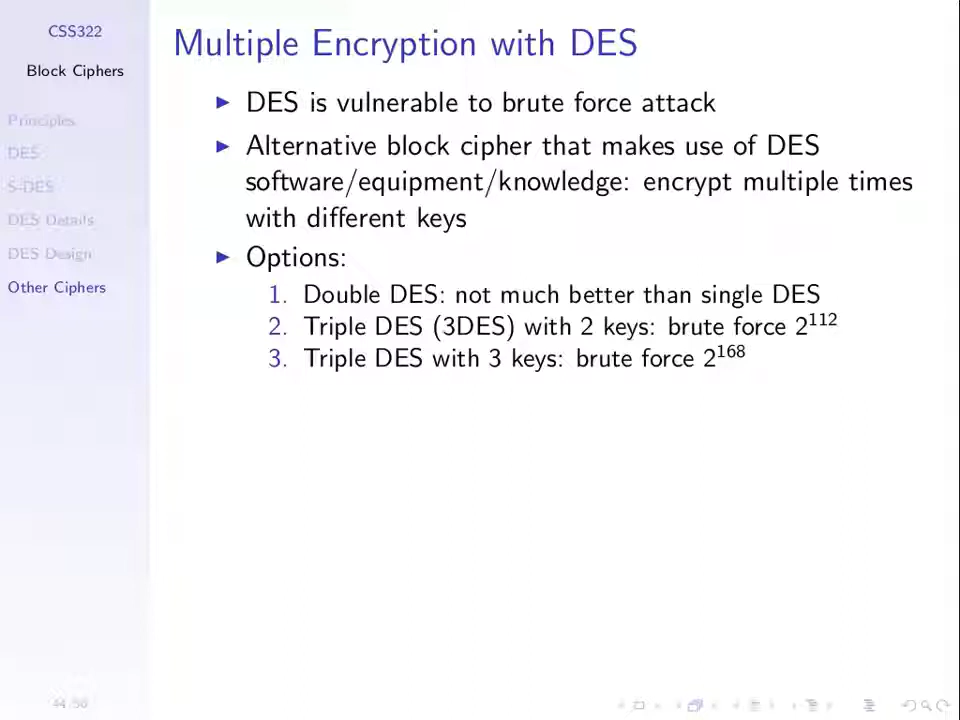 CSS322
Block Ciphers
Principles
DES
S-DES
DES Details
DES Design
Other Ciphers
Multiple Encryption with DES
DES is vulnerable to brute force attack
Alternative block cipher that makes use of DES
software/equipment/knowledge: encrypt multiple times
with different keys
Options:
1. Double DES: not much better than single DES
2. Triple DES (3DES) with 2 keys: brute force 2^112
3. Triple DES with 3 keys: brute force 2^168